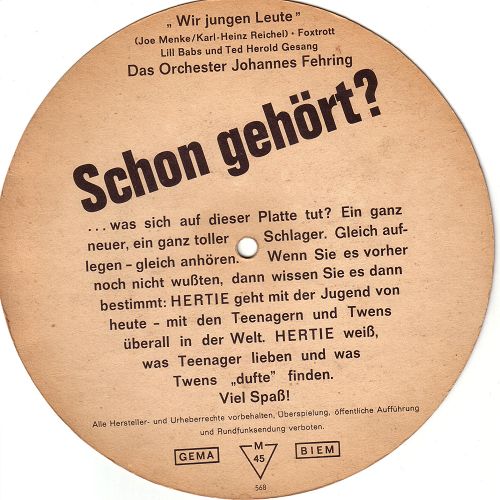 „Wir jungen Leute"
(Joe Menke/Karl-Heinz Reichel) · Foxtrott
Lill Babs und Ted Herold Gesang
Das Orchester Johannes Fehring
Schon gehört?
...was sich auf dieser Platte tut? Ein ganz
neuer, ein ganz toller Schlager. Gleich auf-
legen – gleich anhören. Wenn Sie es vorher
noch nicht wußten, dann wissen Sie es dann
bestimmt: HERTIE geht mit der Jugend von
heute – mit den Teenagern und Twens
überall in der Welt. HERTIE weiß,
was Teenager lieben und was
Twens „dufte" finden.
Viel Spaß!
Alle Hersteller- und Urheberrechte vorbehalten, Überspielung, öffentliche Aufführung
und Rundfunksendung verboten.
GEMA M 45 BIEM
568